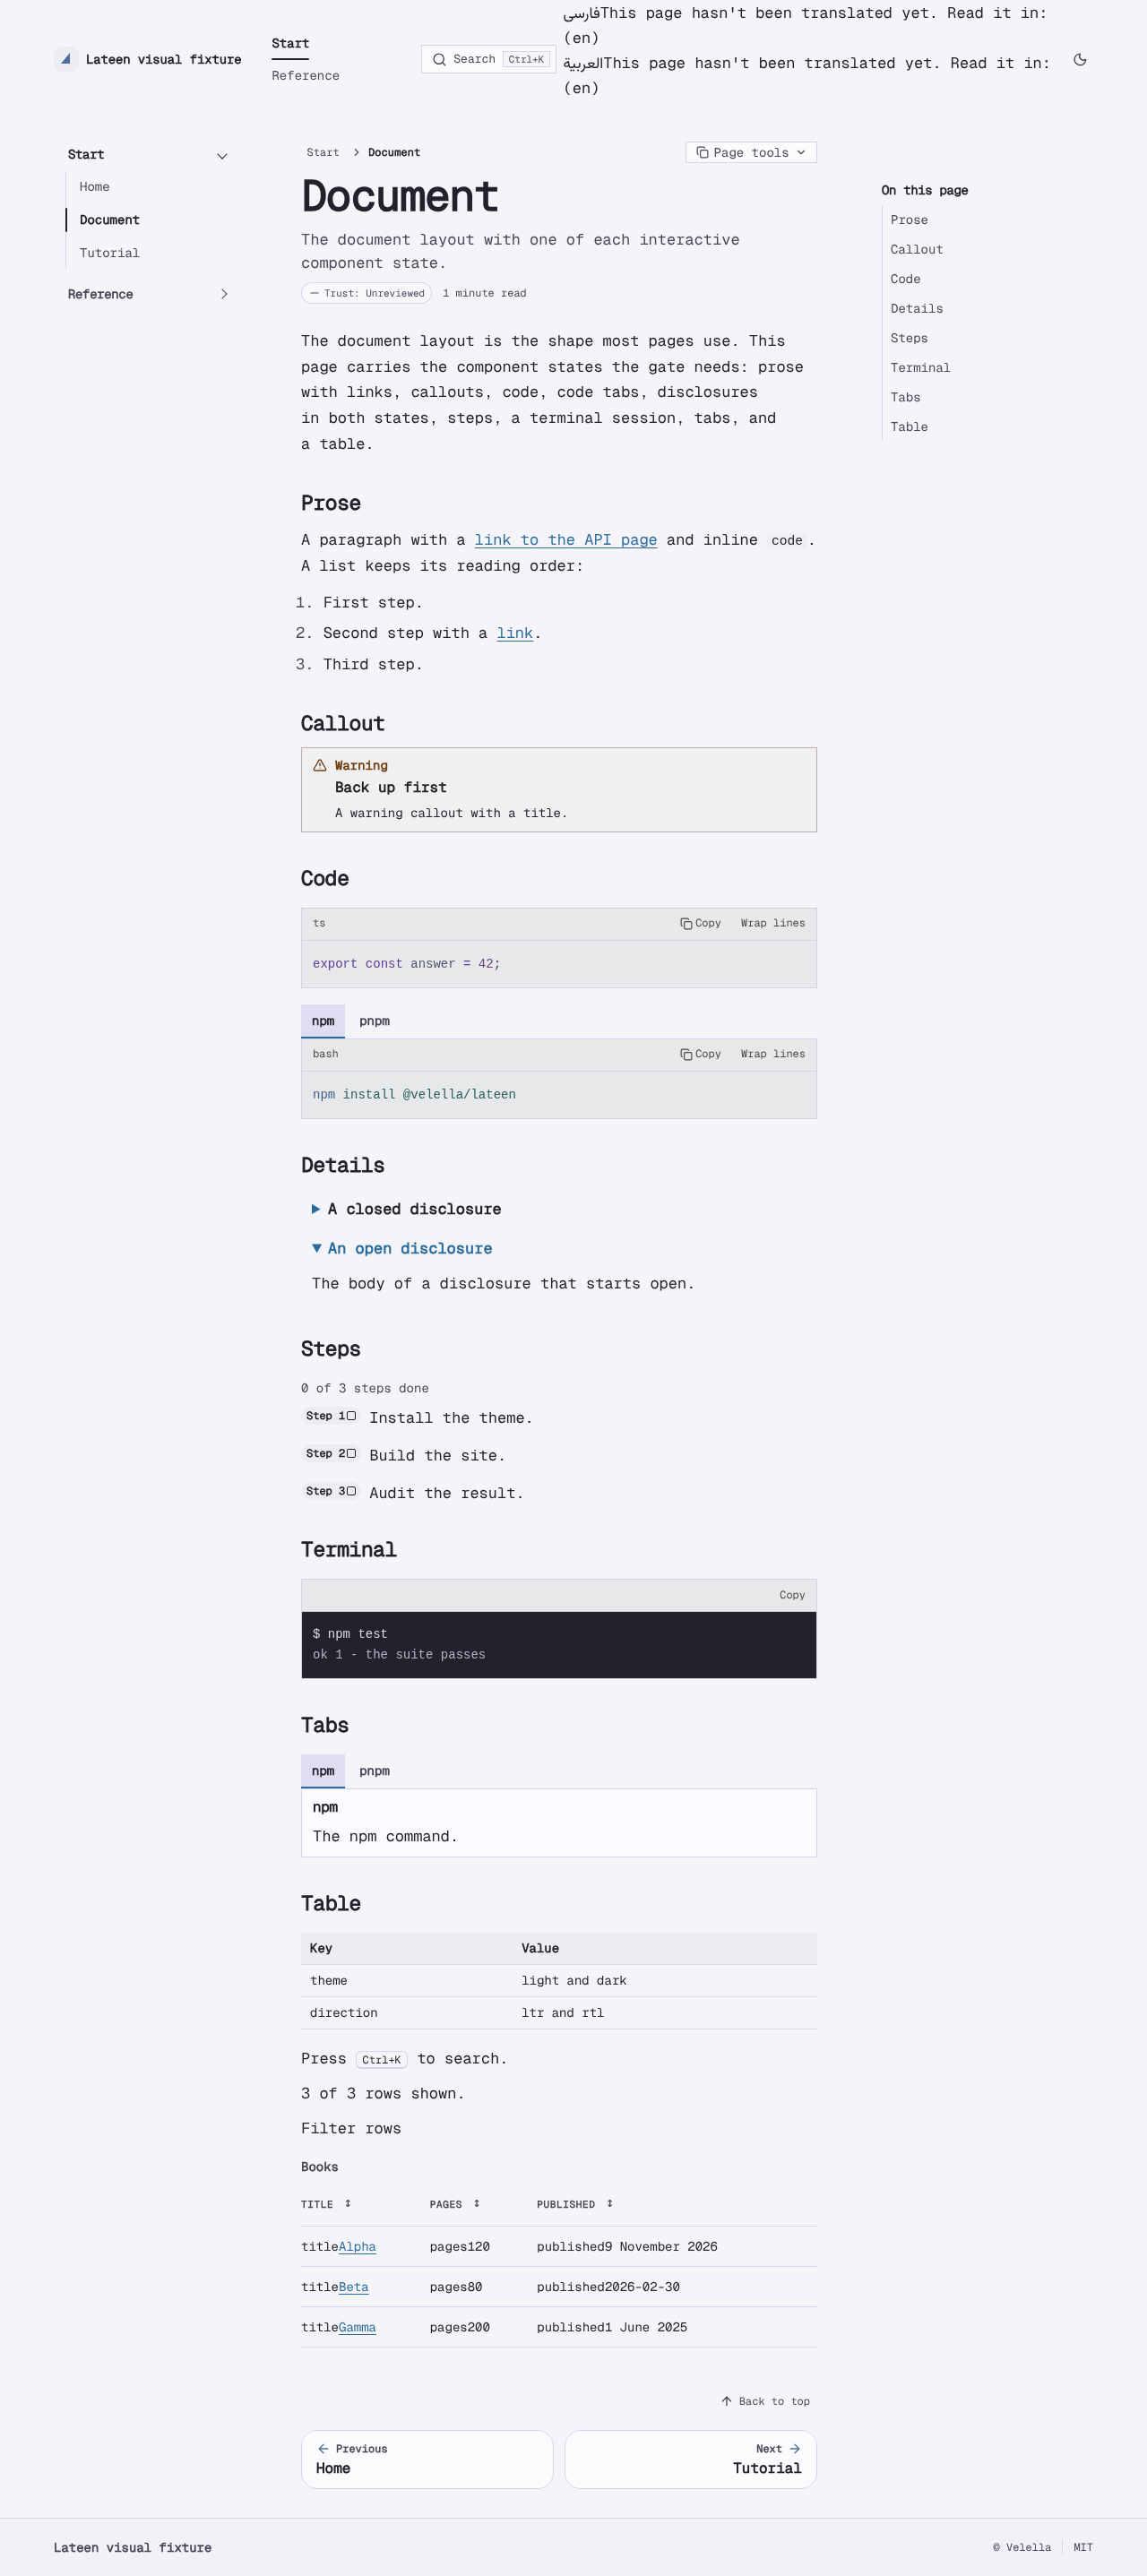 Lateen visual fixture
Start
Reference
Search Ctrl+K
فارسیThis page hasn't been translated yet. Read it in:
(en)
العربيةThis page hasn't been translated yet. Read it in:
(en)
Start
Home
Document
Tutorial
Reference
Start > Document
Page tools
Document
The document layout with one of each interactive
component state.
— Trust: Unreviewed 1 minute read
The document layout is the shape most pages use. This
page carries the component states the gate needs: prose
with links, callouts, code, code tabs, disclosures
in both states, steps, a terminal session, tabs, and
a table.
Prose
A paragraph with a link to the API page and inline code.
A list keeps its reading order:
1. First step.
2. Second step with a link.
3. Third step.
Callout
Warning
Back up first
A warning callout with a title.
Code
ts Copy Wrap lines
export const answer = 42;
npm pnpm
bash Copy Wrap lines
npm install @velella/lateen
Details
A closed disclosure
An open disclosure
The body of a disclosure that starts open.
Steps
0 of 3 steps done
Step 1 Install the theme.
Step 2 Build the site.
Step 3 Audit the result.
Terminal
Copy
$ npm test
ok 1 - the suite passes
Tabs
npm pnpm
npm
The npm command.
Table
Key Value
theme light and dark
direction ltr and rtl
Press Ctrl+K to search.
3 of 3 rows shown.
Filter rows
Books
TITLE ↕ PAGES ↕ PUBLISHED ↕
titleAlpha pages120 published9 November 2026
titleBeta pages80 published2026-02-30
titleGamma pages200 published1 June 2025
↑ Back to top
← Previous
Home
Next →
Tutorial
On this page
Prose
Callout
Code
Details
Steps
Terminal
Tabs
Table
Lateen visual fixture
© Velella MIT